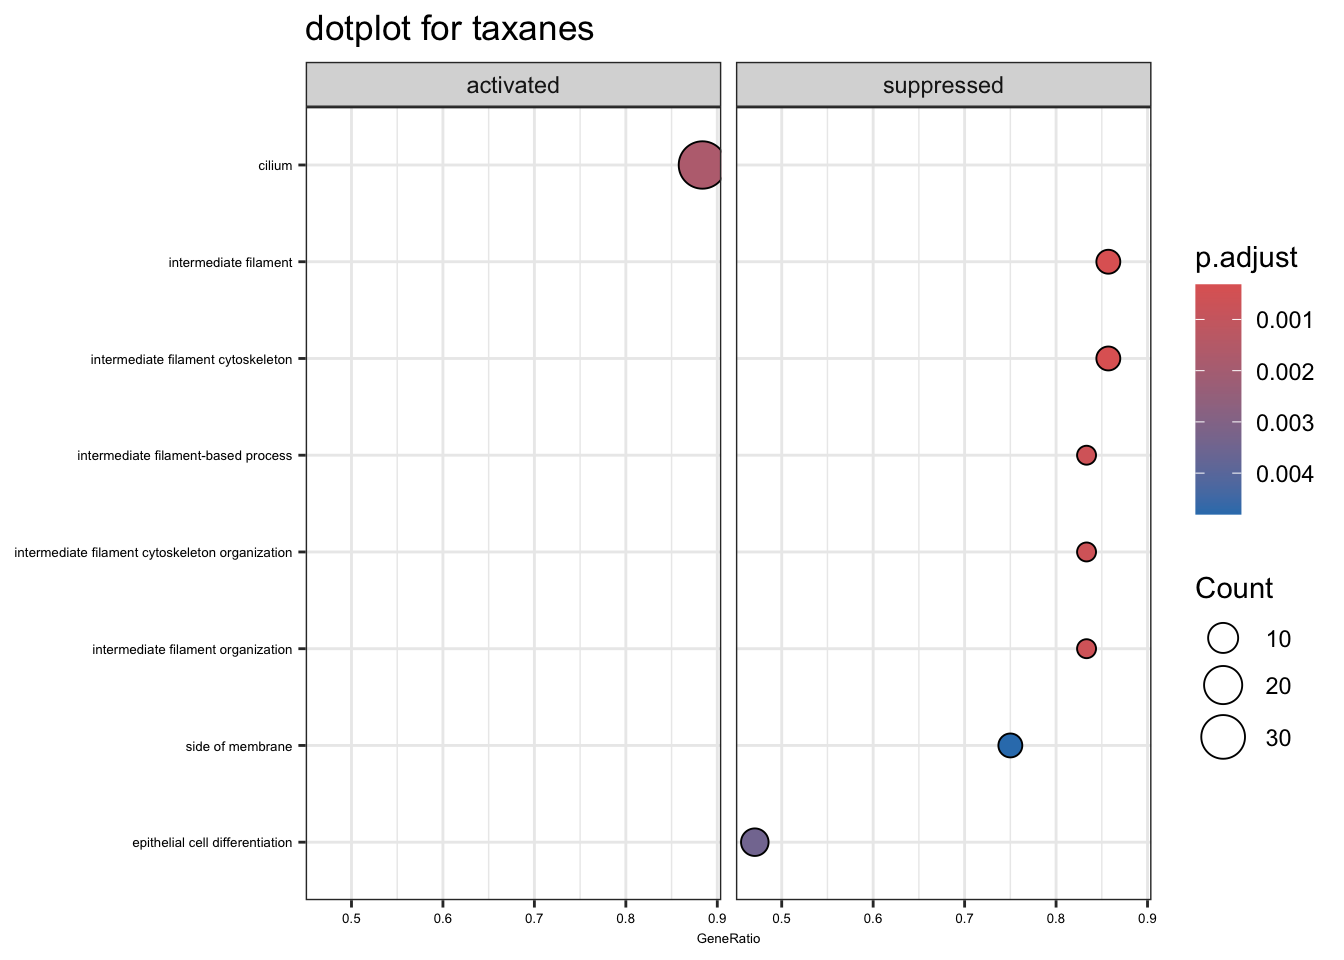 dotplot for taxanes
activated
suppressed
cilium
intermediate filament
intermediate filament cytoskeleton
intermediate filament-based process
intermediate filament cytoskeleton organization
intermediate filament organization
side of membrane
epithelial cell differentiation
0.5 0.6 0.7 0.8 0.9
0.5 0.6 0.7 0.8 0.9
GeneRatio
p.adjust
0.001
0.002
0.003
0.004
Count
10
20
30